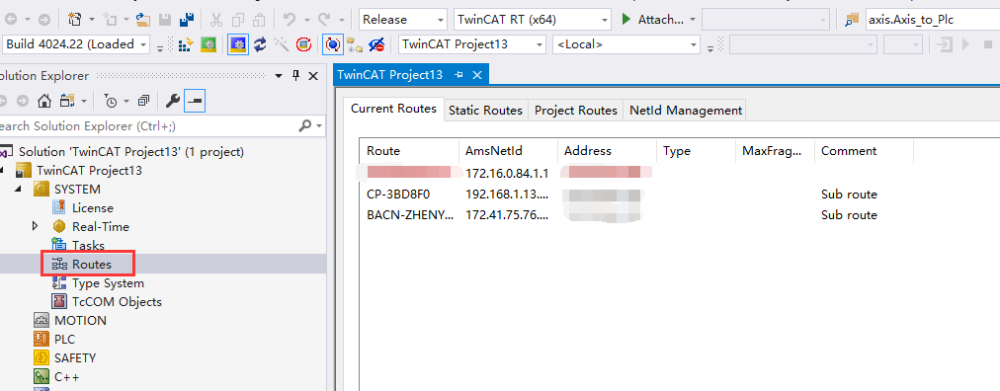 Release TwinCAT RT (x64) Attach... axis.Axis_to_Plc
Build 4024.22 (Loaded TwinCAT Project13 <Local>
olution Explorer
earch Solution Explorer (Ctrl+;)
Solution 'TwinCAT Project13' (1 project)
TwinCAT Project13
SYSTEM
License
Real-Time
Tasks
Routes
Type System
TcCOM Objects
MOTION
PLC
SAFETY
C++
TwinCAT Project13
Current Routes Static Routes Project Routes NetId Management
Route AmsNetId Address Type MaxFrag... Comment
172.16.0.84.1.1
CP-3BD8F0 192.168.1.13.... Sub route
BACN-ZHENY... 172.41.75.76.... Sub route